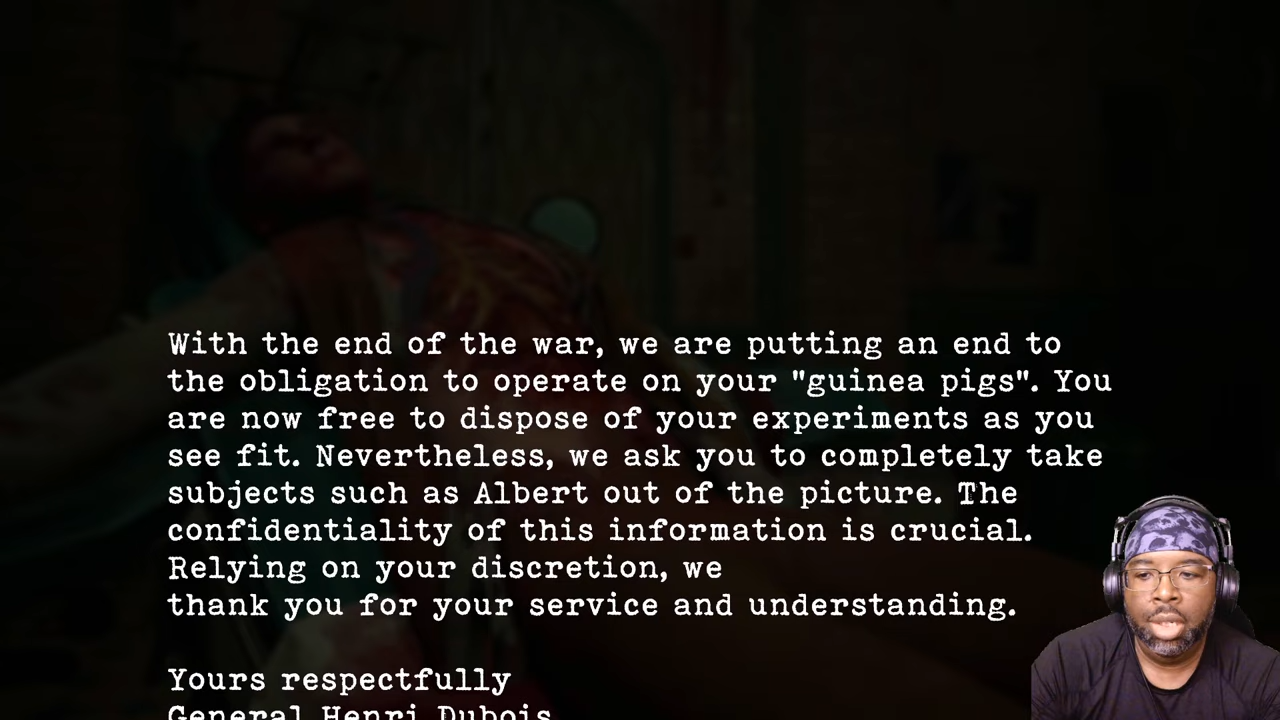 With the end of the war, we are putting an end to
the obligation to operate on your "guinea pigs". You
are now free to dispose of your experiments as you
see fit. Nevertheless, we ask you to completely take
subjects such as Albert out of the picture. The
confidentiality of this information is crucial.
Relying on your discretion, we
thank you for your service and understanding.
Yours respectfully
General Henri Dubois